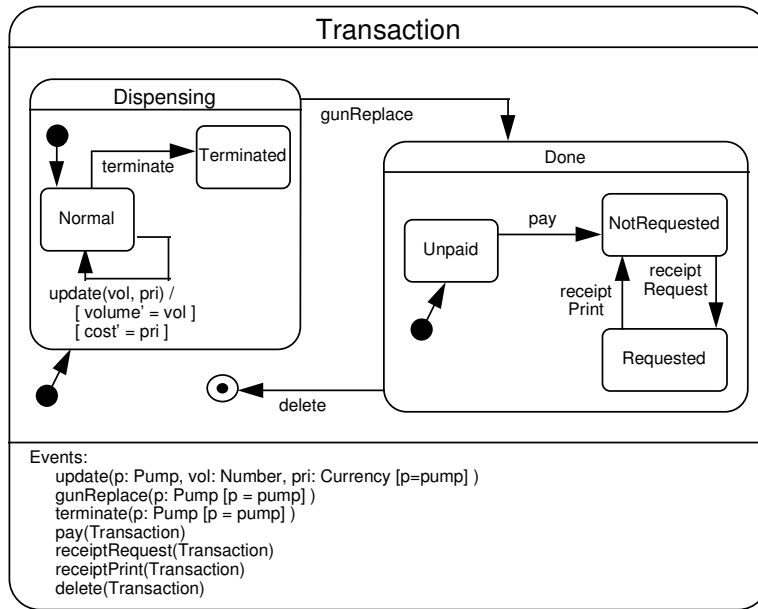 Transaction
Dispensing
gunReplace
terminate
Terminated
Normal
update(vol, pri) /
[ volume' = vol ]
[ cost' = pri ]
Done
Unpaid
pay
NotRequested
receipt
Print
receipt
Request
Requested
delete
Events:
update(p: Pump, vol: Number, pri: Currency [p=pump] )
gunReplace(p: Pump [p = pump] )
terminate(p: Pump [p = pump] )
pay(Transaction)
receiptRequest(Transaction)
receiptPrint(Transaction)
delete(Transaction)